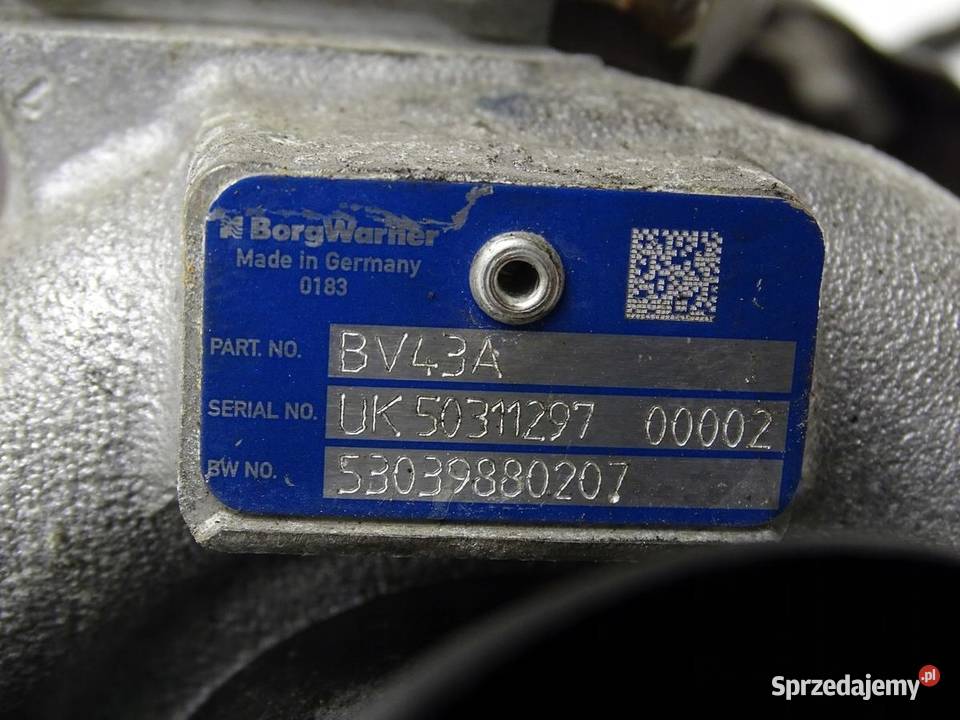 BorgWarner
Made in Germany
0183
PART. NO. BV43A
SERIAL NO. UK 50311297 00002
BW NO. 53039880207
Sprzedajemy.pl